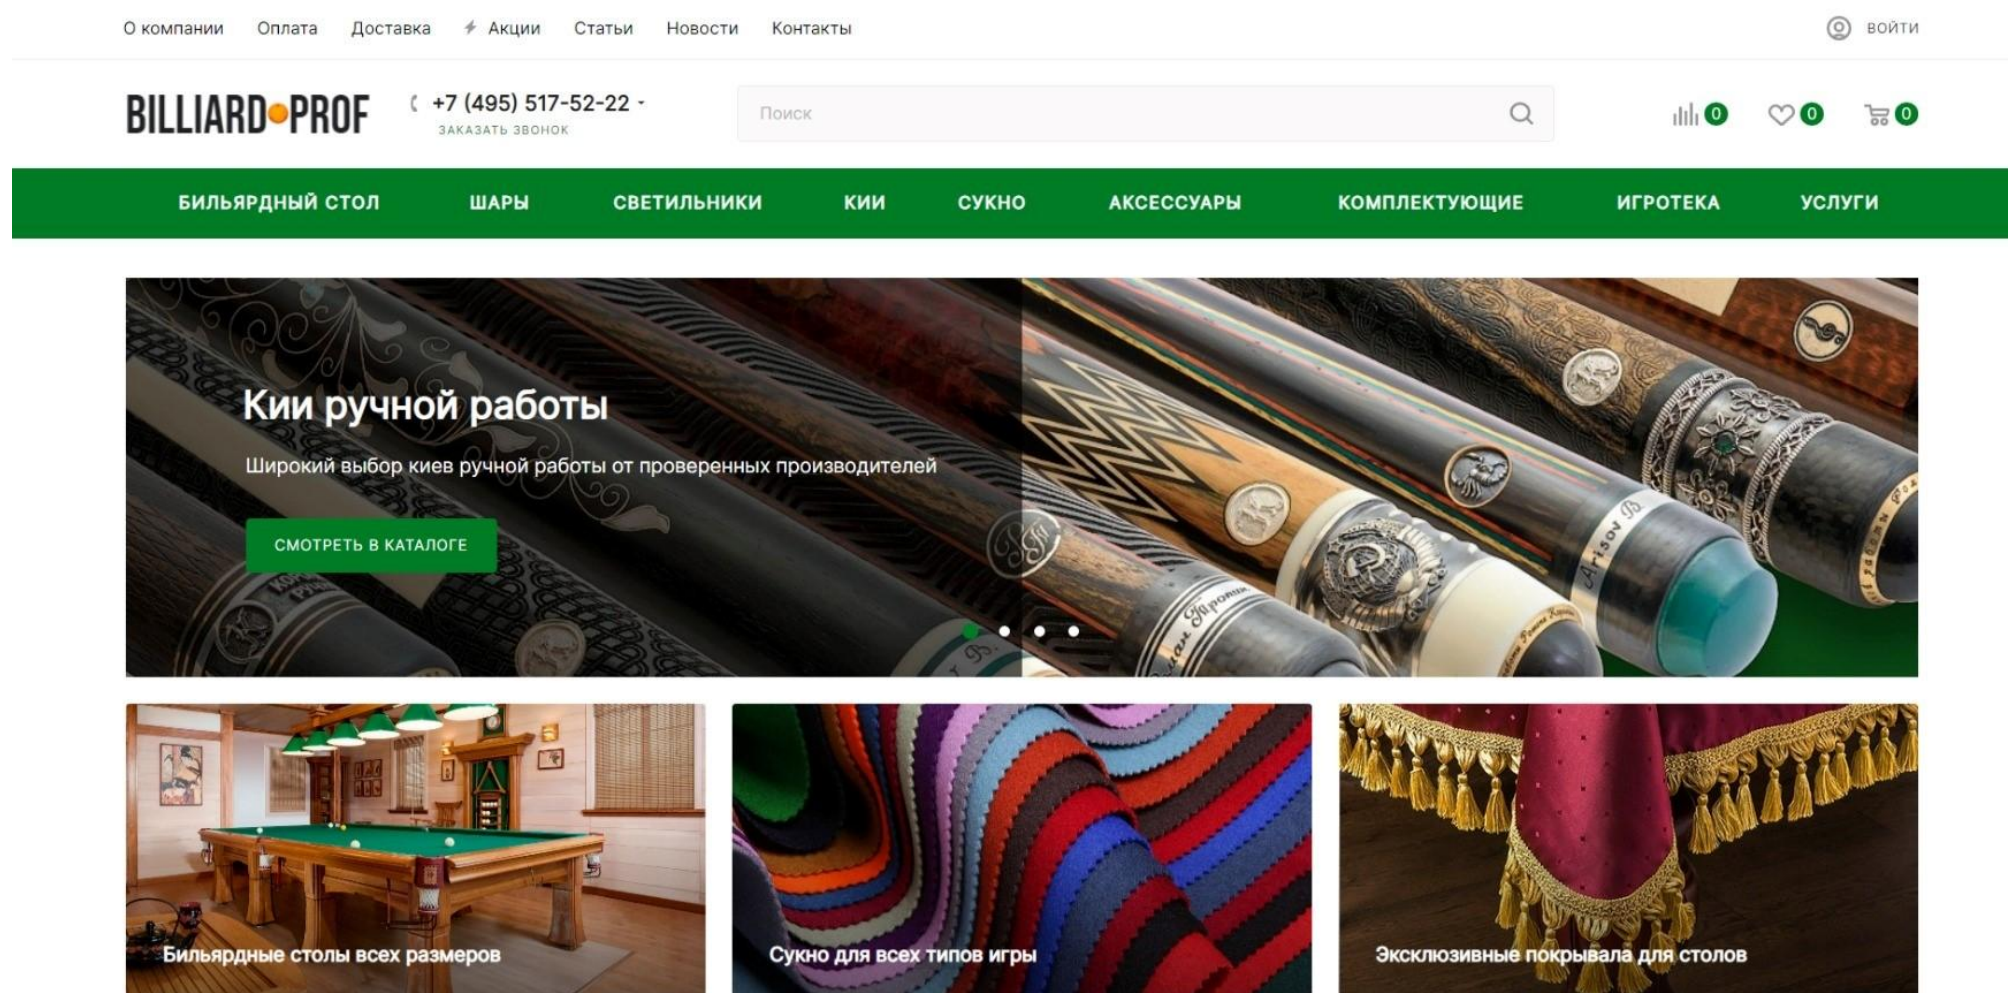 О компании Оплата Доставка Акции Статьи Новости Контакты ВОЙТИ
BILLIARD PROF
+7 (495) 517-52-22
ЗАКАЗАТЬ ЗВОНОК
Поиск
0 0 0
БИЛЬЯРДНЫЙ СТОЛ ШАРЫ СВЕТИЛЬНИКИ КИИ СУКНО АКСЕССУАРЫ КОМПЛЕКТУЮЩИЕ ИГРОТЕКА УСЛУГИ
Кии ручной работы
Широкий выбор киев ручной работы от проверенных производителей
СМОТРЕТЬ В КАТАЛОГЕ
Arisov B.
Бильярдные столы всех размеров
Сукно для всех типов игры
Эксклюзивные покрывала для столов